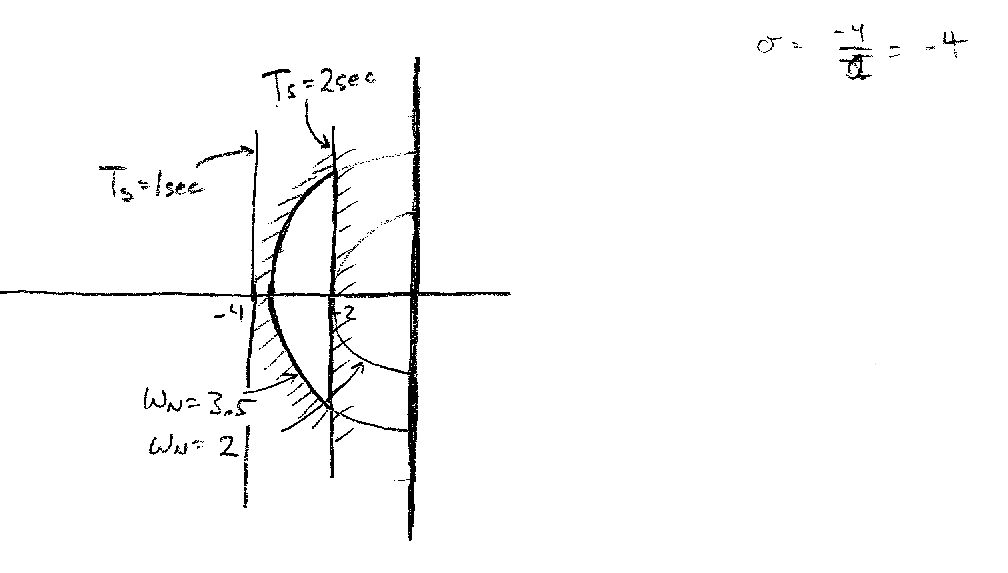 σ = -4/1 = -4
Ts = 2sec
Ts = 1sec
-4
-2
ωN = 3.5
ωN = 2